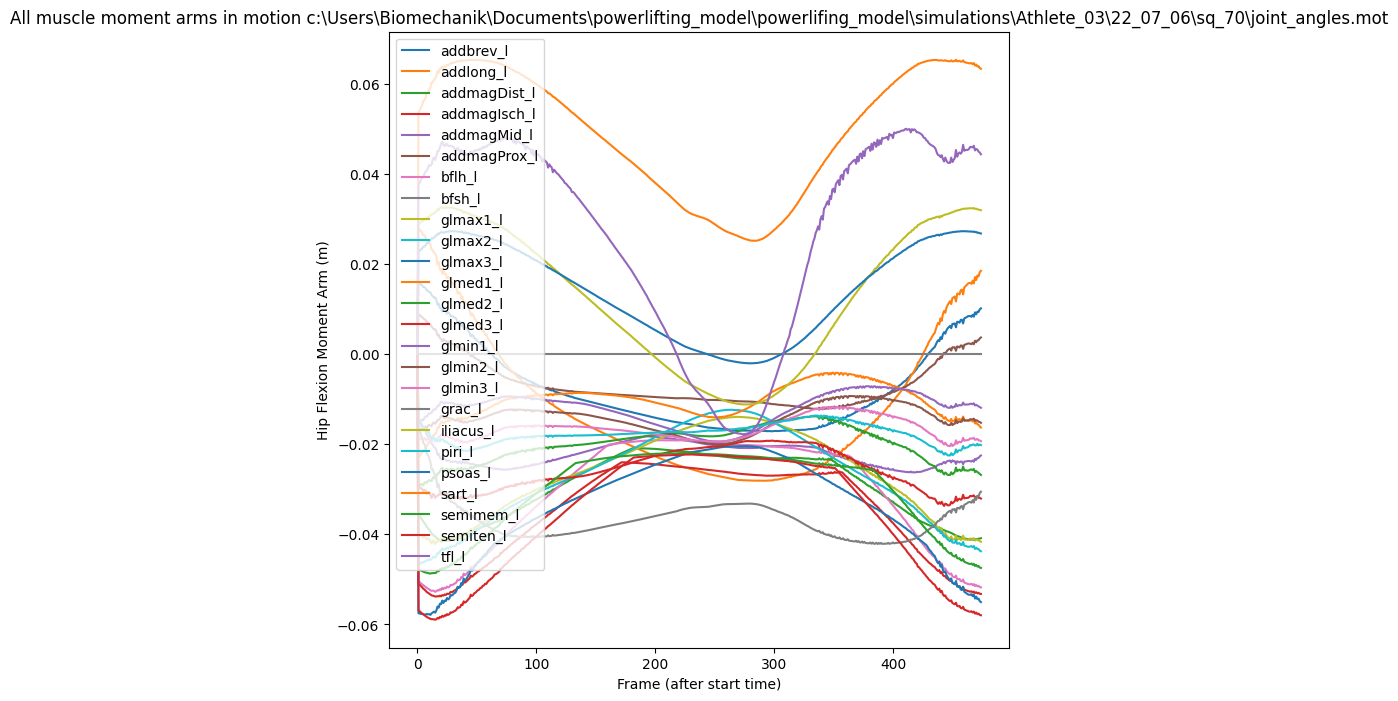 All muscle moment arms in motion c:\Users\Biomechanik\Documents\powerlifting_model\powerlifing_model\simulations\Athlete_03\22_07_06\sq_70\joint_angles.mot
addbrev_l
addlong_l
addmagDist_l
addmagIsch_l
addmagMid_l
addmagProx_l
bflh_l
bfsh_l
glmax1_l
glmax2_l
glmax3_l
glmed1_l
glmed2_l
glmed3_l
glmin1_l
glmin2_l
glmin3_l
grac_l
iliacus_l
piri_l
psoas_l
sart_l
semimem_l
semiten_l
tfl_l
Hip Flexion Moment Arm (m)
0.06
0.04
0.02
0.00
−0.02
−0.04
−0.06
0 100 200 300 400
Frame (after start time)